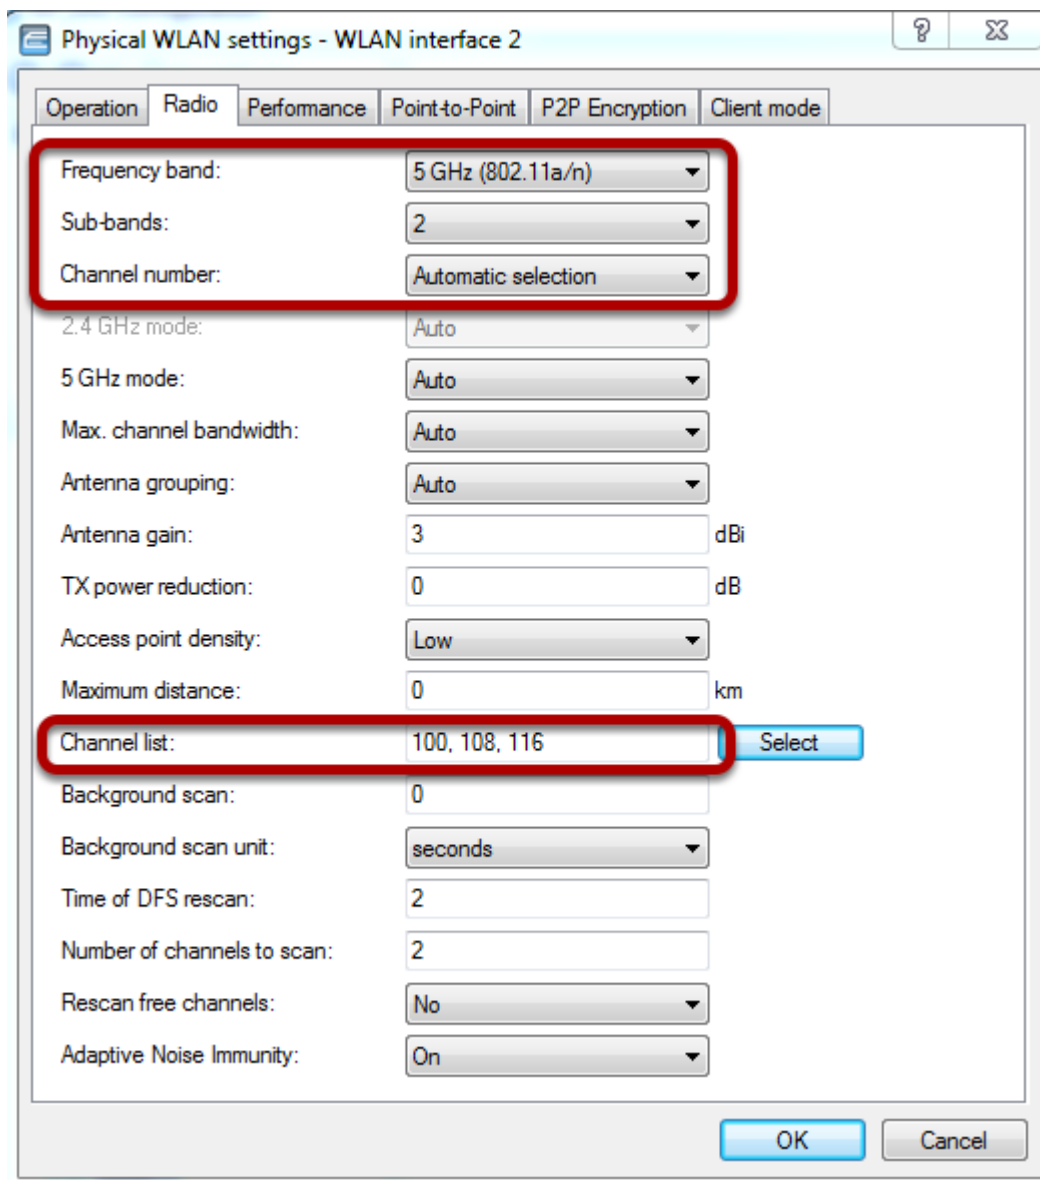 Physical WLAN settings - WLAN interface 2
Operation Radio Performance Point-to-Point P2P Encryption Client mode
Frequency band: 5 GHz (802.11a/n)
Sub-bands: 2
Channel number: Automatic selection
2.4 GHz mode: Auto
5 GHz mode: Auto
Max. channel bandwidth: Auto
Antenna grouping: Auto
Antenna gain: 3 dBi
TX power reduction: 0 dB
Access point density: Low
Maximum distance: 0 km
Channel list: 100, 108, 116 Select
Background scan: 0
Background scan unit: seconds
Time of DFS rescan: 2
Number of channels to scan: 2
Rescan free channels: No
Adaptive Noise Immunity: On
OK Cancel